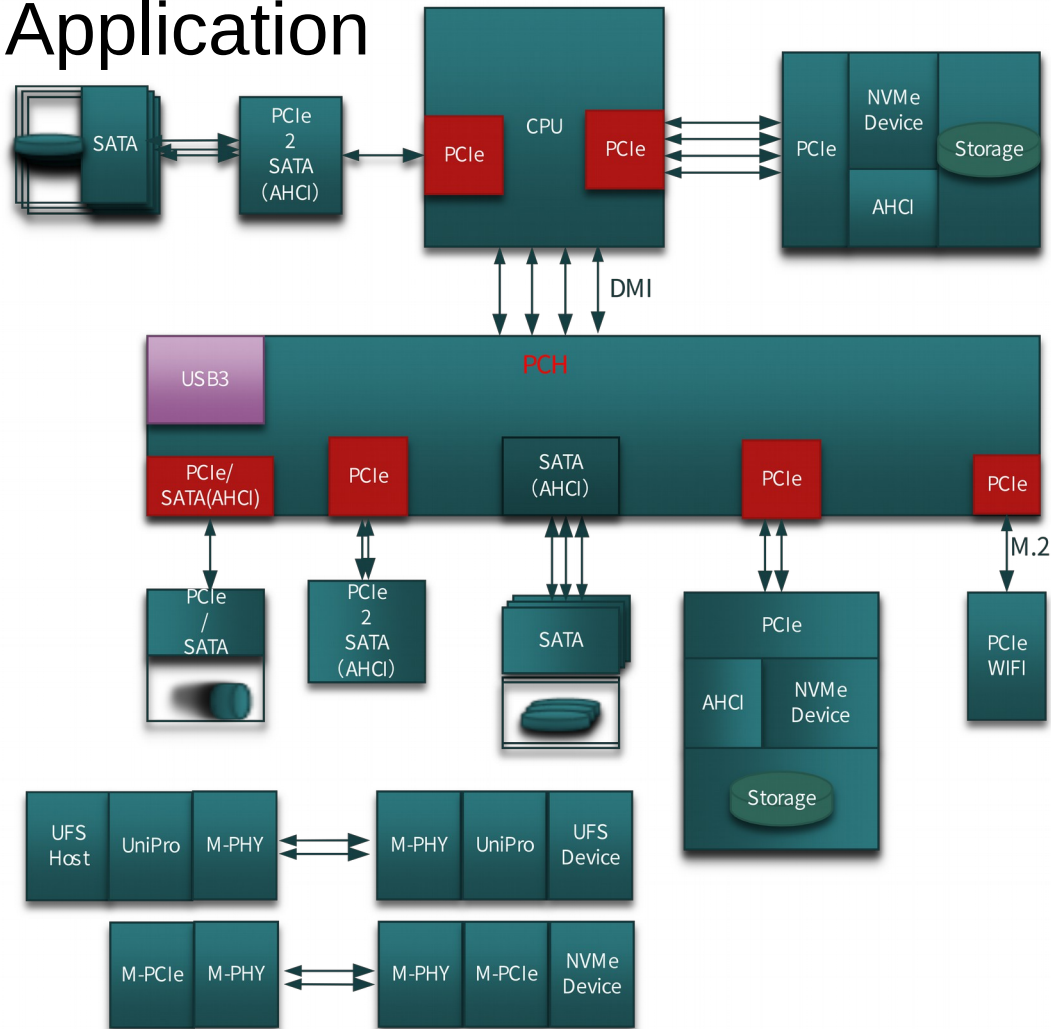 Application
SATA
PCIe
2
SATA
(AHCI)
PCIe
CPU
PCIe
PCIe
NVMe
Device
AHCI
Storage
DMI
PCH
USB3
PCIe/
SATA(AHCI)
PCIe
SATA
(AHCI)
PCIe
PCIe
M.2
PCIe
/
SATA
PCIe
2
SATA
(AHCI)
SATA
PCIe
AHCI
NVMe
Device
Storage
PCIe
WIFI
UFS
Host
UniPro
M-PHY
M-PHY
UniPro
UFS
Device
M-PCIe
M-PHY
M-PHY
M-PCIe
NVMe
Device